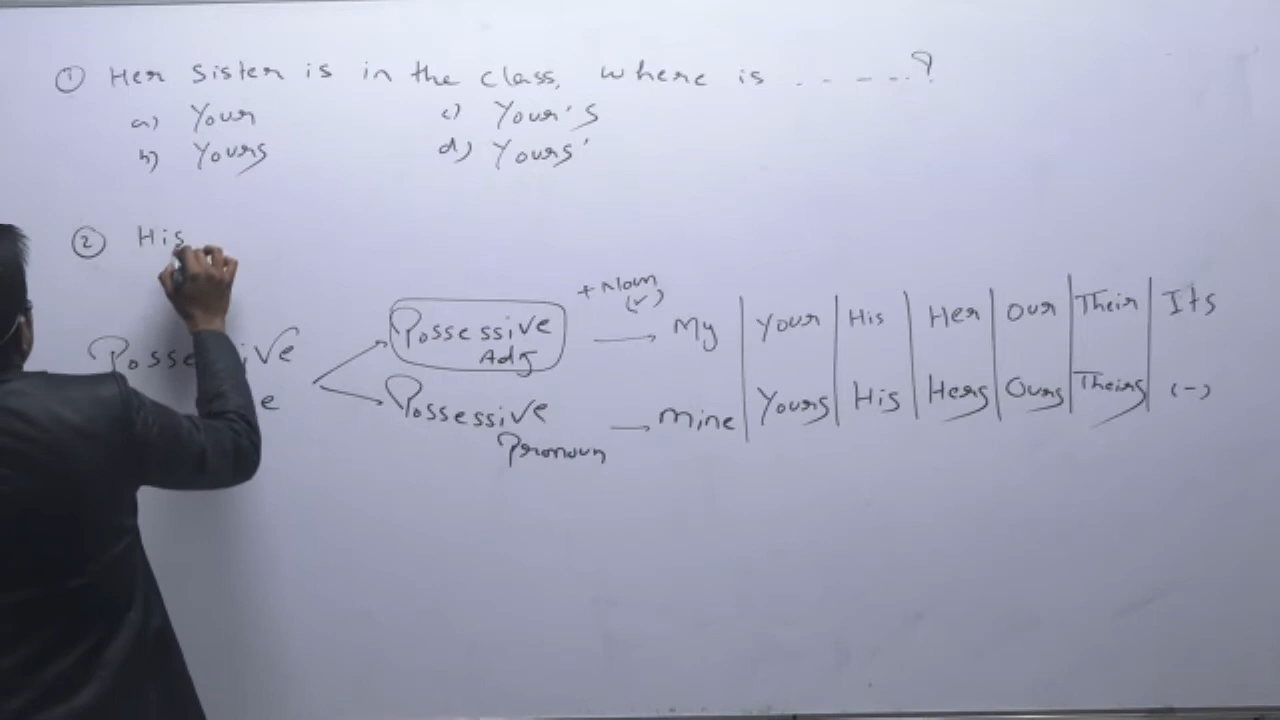 ① Her sister is in the class, where is - - - - - ?
a) Your c) Your's
b) Yours d) Yours'
② His
+ Noun (✓)
Possessive Adj → My | Your | His | Her | Our | Their | Its
Possessive Pronoun → Mine | Yours | His | Hers | Ours | Theirs | (-)